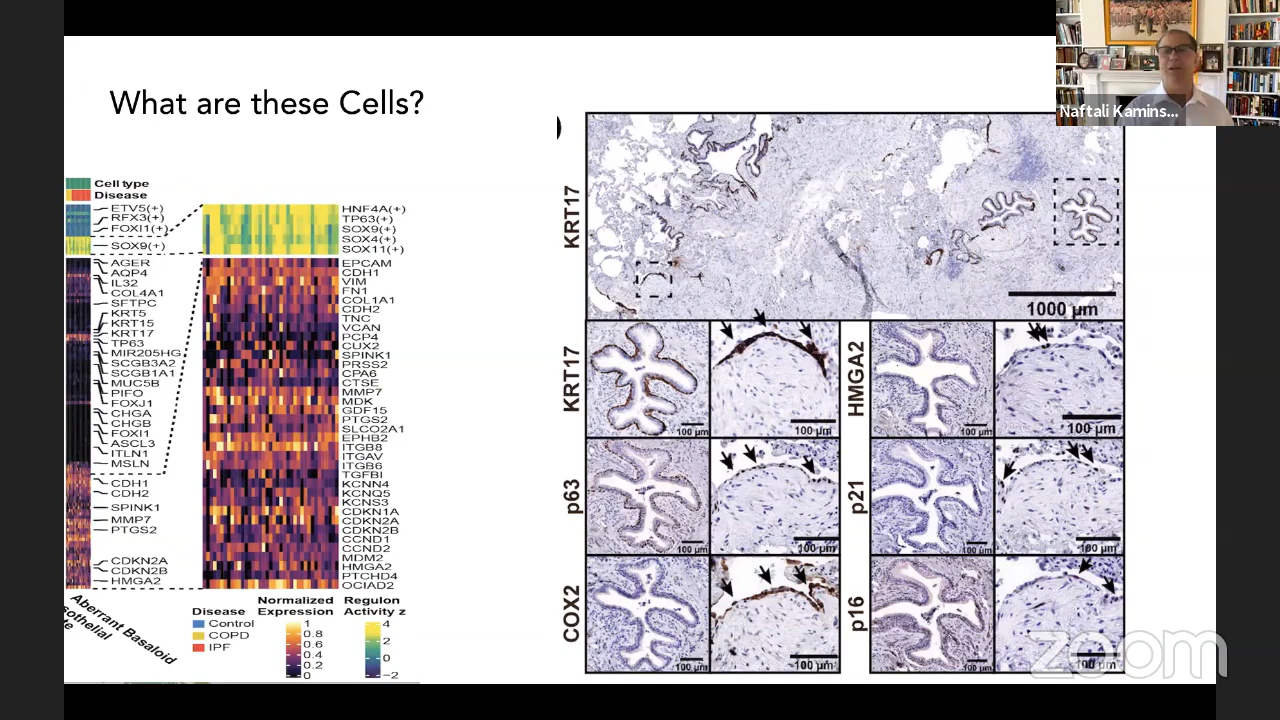 What are these Cells?
Naftali Kamins...
Cell type
Disease
ETV5(+)
RFX3(+)
FOXI1(+)
SOX9(+)
AGER
AQP4
IL32
COL4A1
SFTPC
KRT5
KRT15
KRT17
TP63
MIR205HG
SCGB3A2
SCGB1A1
MUC5B
PIFO
FOXJ1
CHGA
CHGB
FOXI1
ASCL3
ITLN1
MSLN
CDH1
CDH2
SPINK1
MMP7
PTGS2
CDKN2A
CDKN2B
HMGA2
Aberrant Basaloid
HNF4A(+)
TP63(+)
SOX9(+)
SOX4(+)
SOX11(+)
EPCAM
CDH1
VIM
FN1
COL1A1
CDH2
TNC
VCAN
PCP4
CUX2
SPINK1
PRSS2
CPA6
CTSE
MMP7
MDK
GDF15
PTGS2
SLCO2A1
EPHB2
ITGB8
ITGAV
ITGB6
TGFBI
KCNN4
KCNQ5
KCNS3
CDKN1A
CDKN2A
CDKN2B
CCND1
CCND2
MDM2
HMGA2
PTCHD4
OCIAD2
Disease
Control
COPD
IPF
Normalized
Expression
1
0.8
0.6
0.4
0.2
0
Regulon
Activity z
4
2
0
−2
)
KRT17
1000 µm
KRT17
100 µm
100 µm
HMGA2
100 µm
100 µm
p63
100 µm
100 µm
p21
100 µm
100 µm
COX2
100 µm
100 µm
p16
100 µm
100 µm
zoom